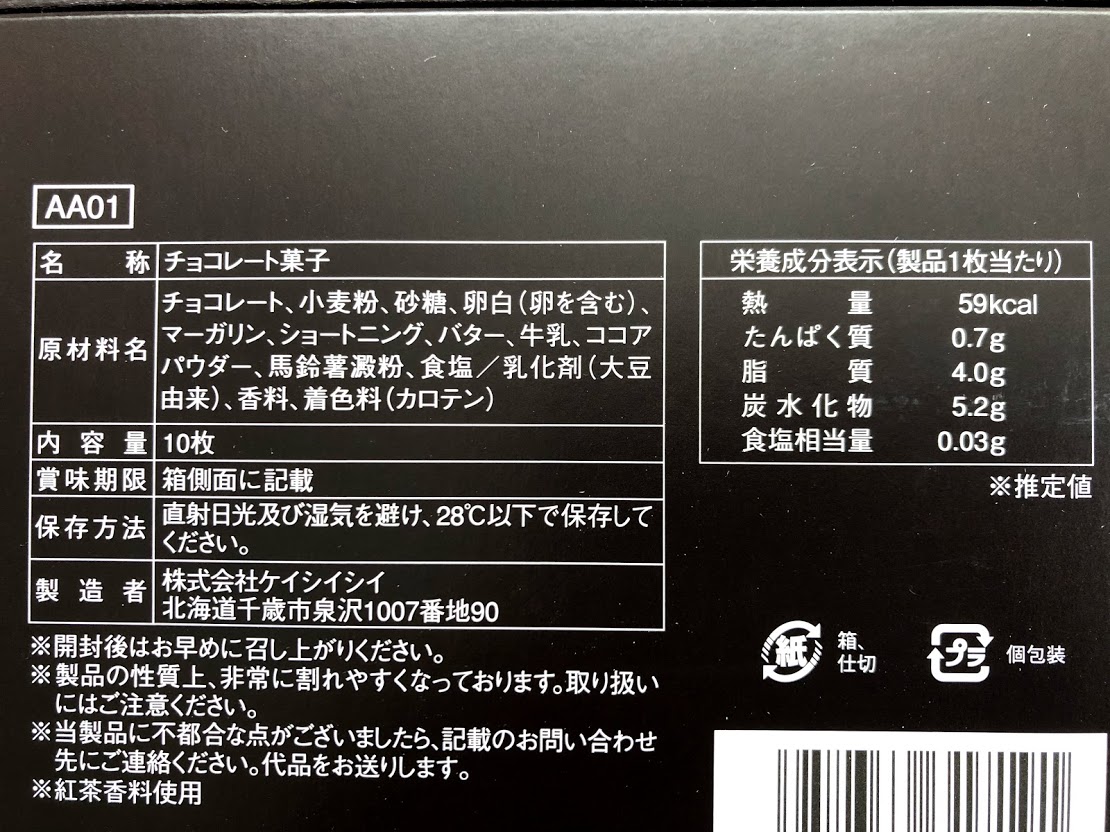 AA01
名称 チョコレート菓子
原材料名 チョコレート、小麦粉、砂糖、卵白(卵を含む)、
マーガリン、ショートニング、バター、牛乳、ココア
パウダー、馬鈴薯澱粉、食塩／乳化剤(大豆
由来)、香料、着色料(カロテン)
内容量 10枚
賞味期限 箱側面に記載
保存方法 直射日光及び湿気を避け、28℃以下で保存して
ください。
製造者 株式会社ケイシイシイ
北海道千歳市泉沢1007番地90
※開封後はお早めに召し上がりください。
※製品の性質上、非常に割れやすくなっております。取り扱い
にはご注意ください。
※当製品に不都合な点がございましたら、記載のお問い合わせ
先にご連絡ください。代品をお送りします。
※紅茶香料使用
栄養成分表示(製品1枚当たり)
熱量 59kcal
たんぱく質 0.7g
脂質 4.0g
炭水化物 5.2g
食塩相当量 0.03g
※推定値
紙 箱、
仕切
プラ 個包装